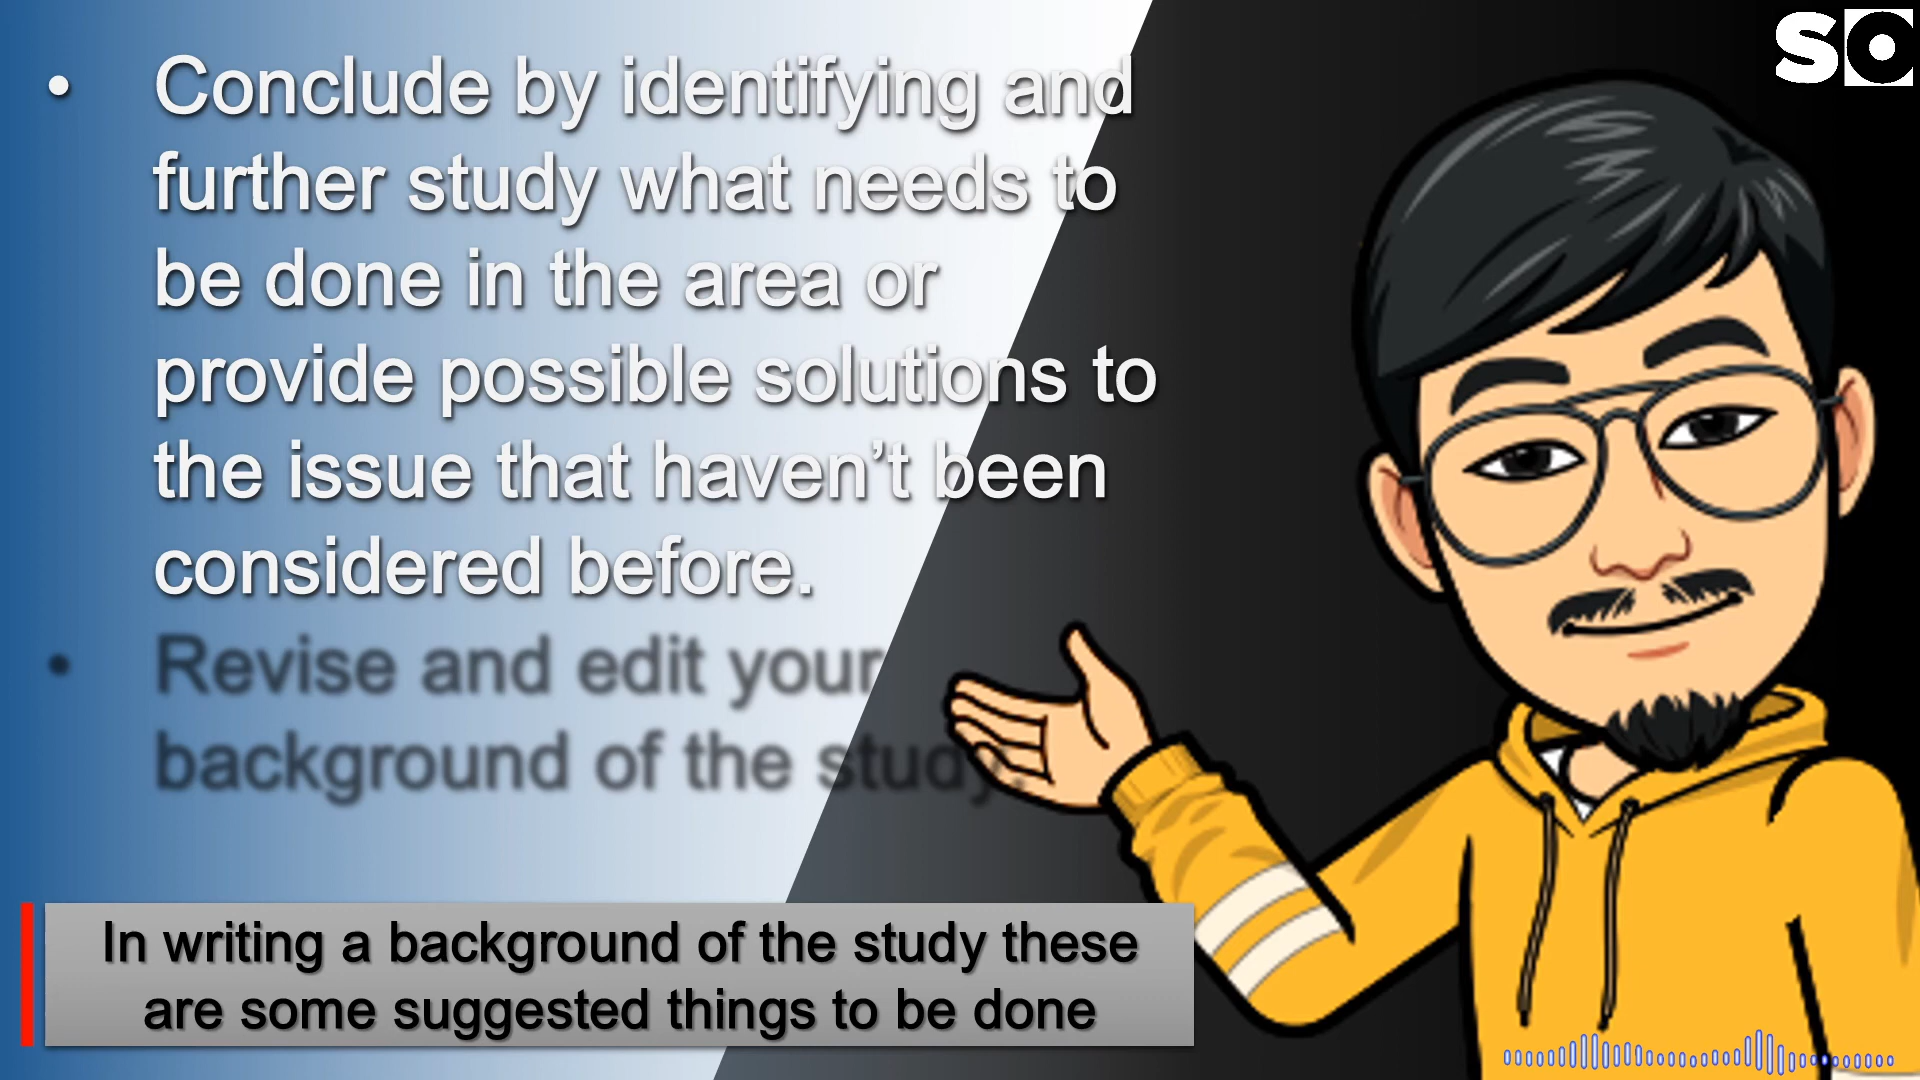 SO
• Conclude by identifying and
further study what needs to
be done in the area or
provide possible solutions to
the issue that haven’t been
considered before.
• Revise and edit your
background of the study.
In writing a background of the study these
are some suggested things to be done